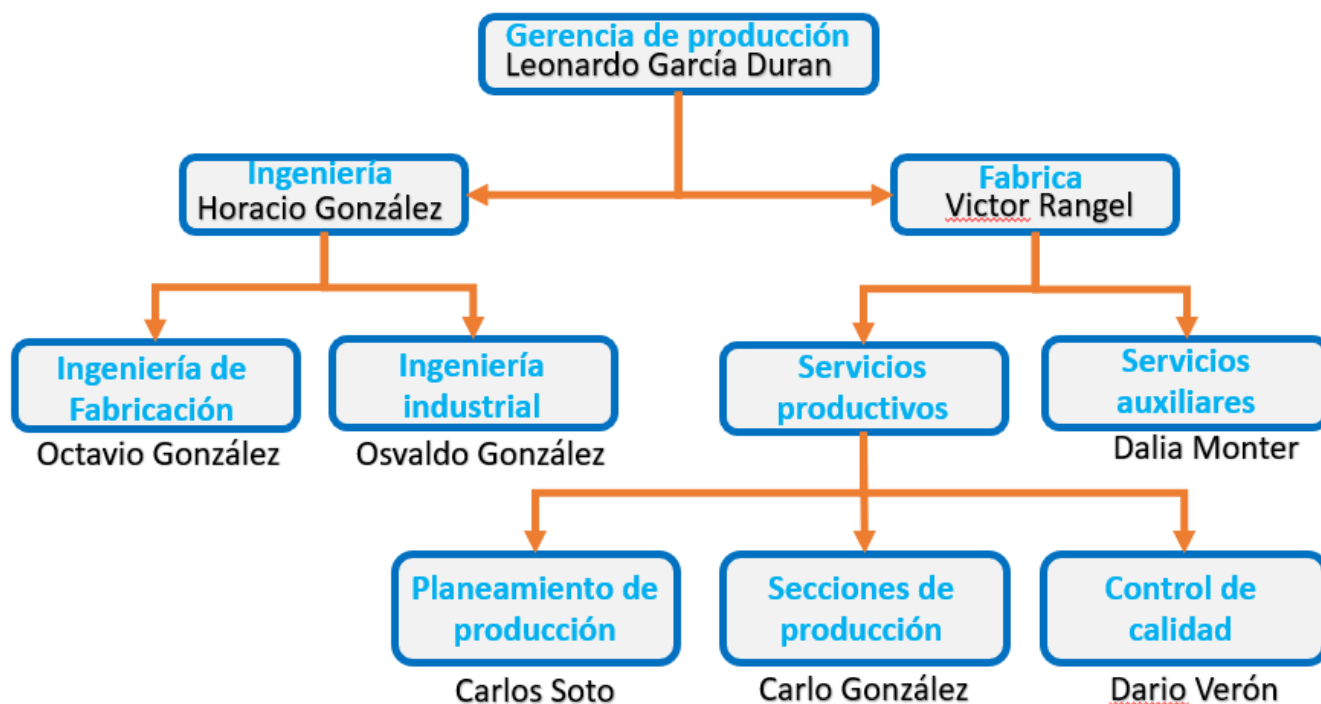 Gerencia de producción
Leonardo García Duran
Ingeniería
Horacio González
Fabrica
Victor Rangel
Ingeniería de
Fabricación
Octavio González
Ingeniería
industrial
Osvaldo González
Servicios
productivos
Servicios
auxiliares
Dalia Monter
Planeamiento de
producción
Carlos Soto
Secciones de
producción
Carlo González
Control de
calidad
Dario Verón